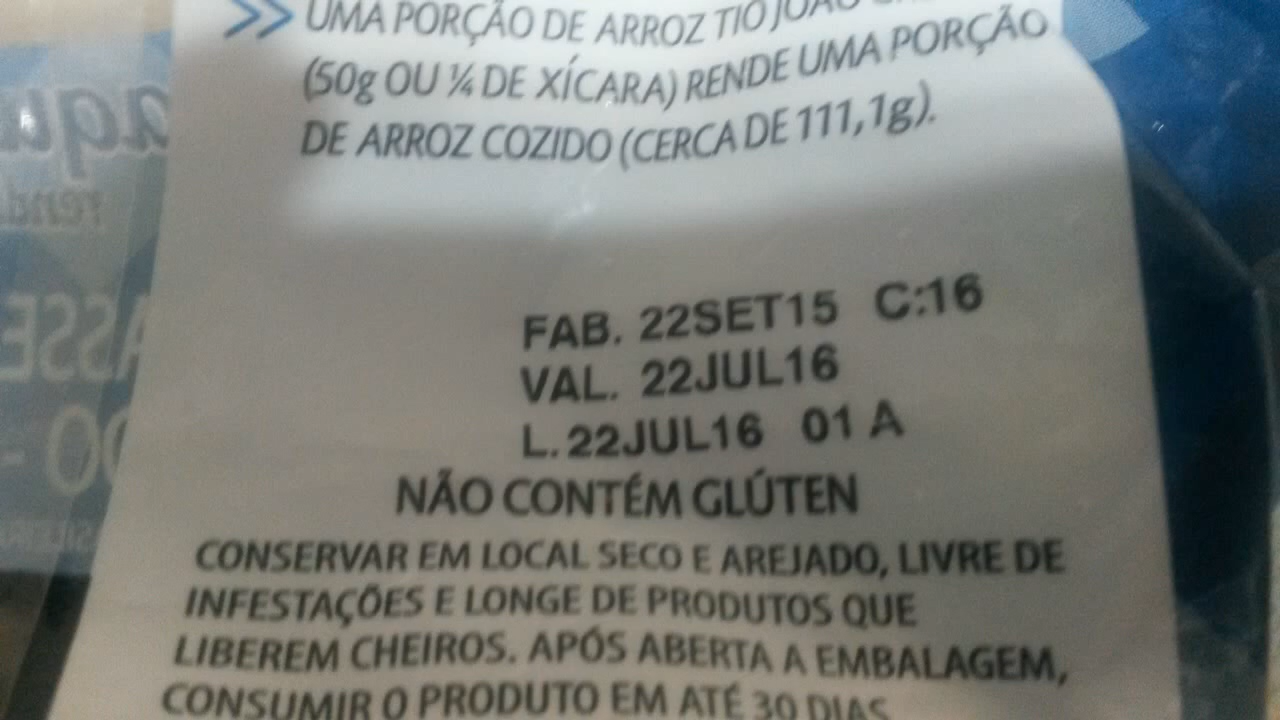 UMA PORÇÃO DE ARROZ TIO JOÃO
(50g OU ¼ DE XÍCARA) RENDE UMA PORÇÃO
DE ARROZ COZIDO (CERCA DE 111,1g).
FAB. 22SET15 C:16
VAL. 22JUL16
L. 22JUL16 01 A
NÃO CONTÉM GLÚTEN
CONSERVAR EM LOCAL SECO E AREJADO, LIVRE DE
INFESTAÇÕES E LONGE DE PRODUTOS QUE
LIBEREM CHEIROS. APÓS ABERTA A EMBALAGEM,
CONSUMIR O PRODUTO EM ATÉ 30 DIAS